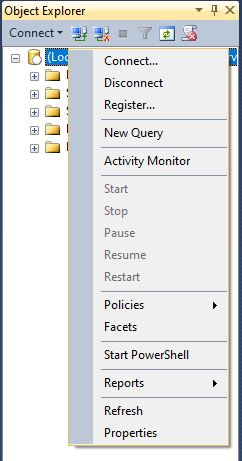 Object Explorer
Connect
(Loc
Connect...
Disconnect
Register...
New Query
Activity Monitor
Start
Stop
Pause
Resume
Restart
Policies
Facets
Start PowerShell
Reports
Refresh
Properties